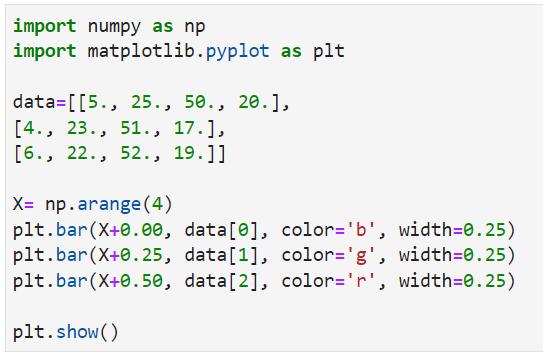 import numpy as np
import matplotlib.pyplot as plt
data=[[5., 25., 50., 20.],
[4., 23., 51., 17.],
[6., 22., 52., 19.]]
X= np.arange(4)
plt.bar(X+0.00, data[0], color='b', width=0.25)
plt.bar(X+0.25, data[1], color='g', width=0.25)
plt.bar(X+0.50, data[2], color='r', width=0.25)
plt.show()